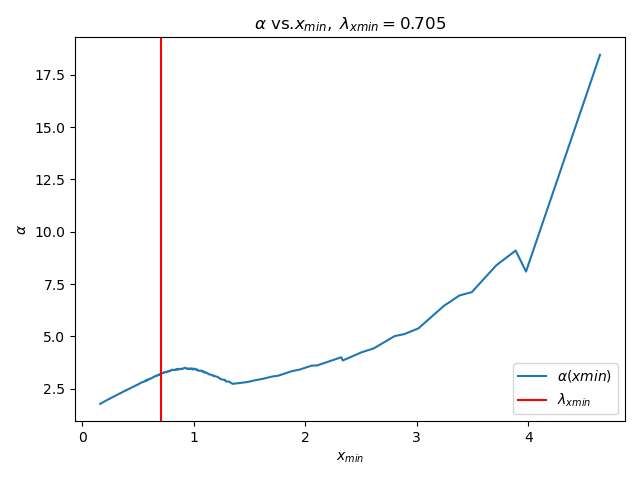 α vs.x_min, λ_xmin = 0.705
17.5
15.0
12.5
10.0
7.5
5.0
2.5
α
0 1 2 3 4
x_min
α(xmin)
λ_xmin